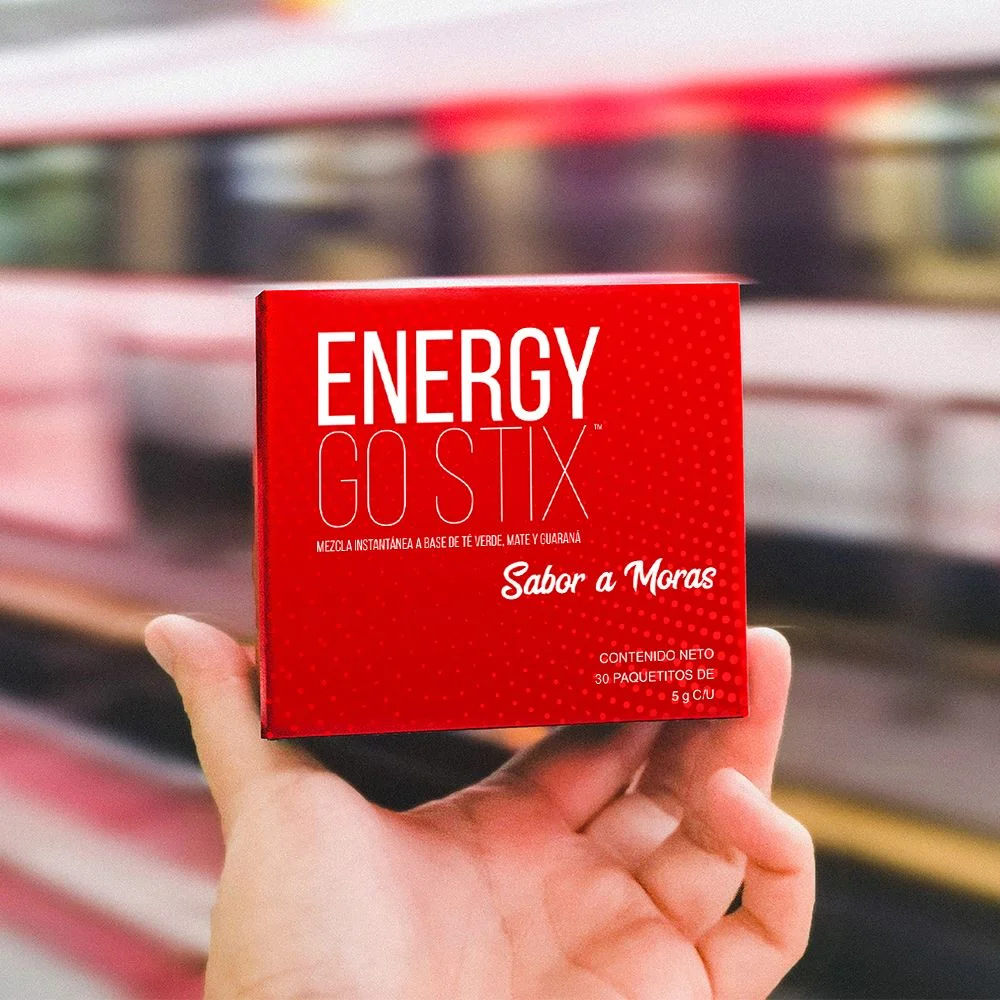 ENERGY
GO STIX™
MEZCLA INSTANTÁNEA A BASE DE TÉ VERDE, MATE Y GUARANÁ
Sabor a Moras
CONTENIDO NETO
30 PAQUETITOS DE
5 g C/U